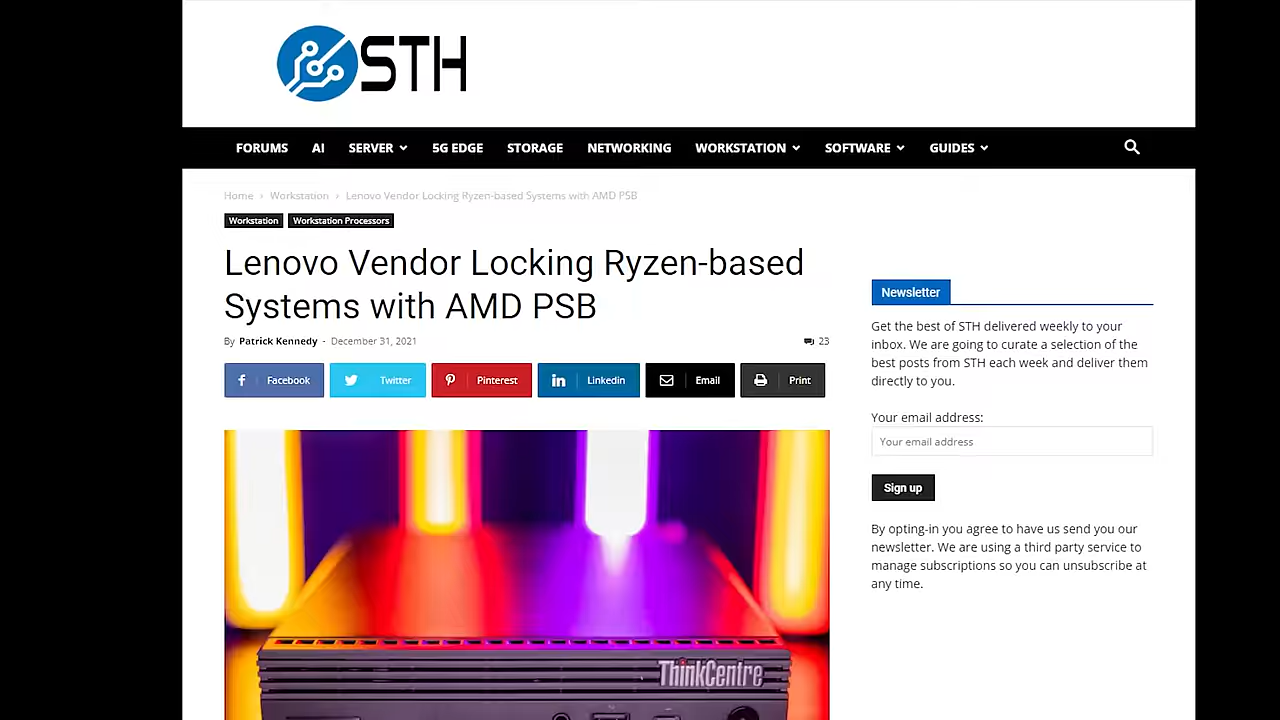 STH
FORUMS AI SERVER 5G EDGE STORAGE NETWORKING WORKSTATION SOFTWARE GUIDES
Home › Workstation › Lenovo Vendor Locking Ryzen-based Systems with AMD PSB
Workstation Workstation Processors
Lenovo Vendor Locking Ryzen-based
Systems with AMD PSB
By Patrick Kennedy - December 31, 2021 23
Facebook Twitter Pinterest Linkedin Email Print
ThinkCentre
Newsletter
Get the best of STH delivered weekly to your
inbox. We are going to curate a selection of the
best posts from STH each week and deliver them
directly to you.
Your email address:
Your email address
Sign up
By opting-in you agree to have us send you our
newsletter. We are using a third party service to
manage subscriptions so you can unsubscribe at
any time.